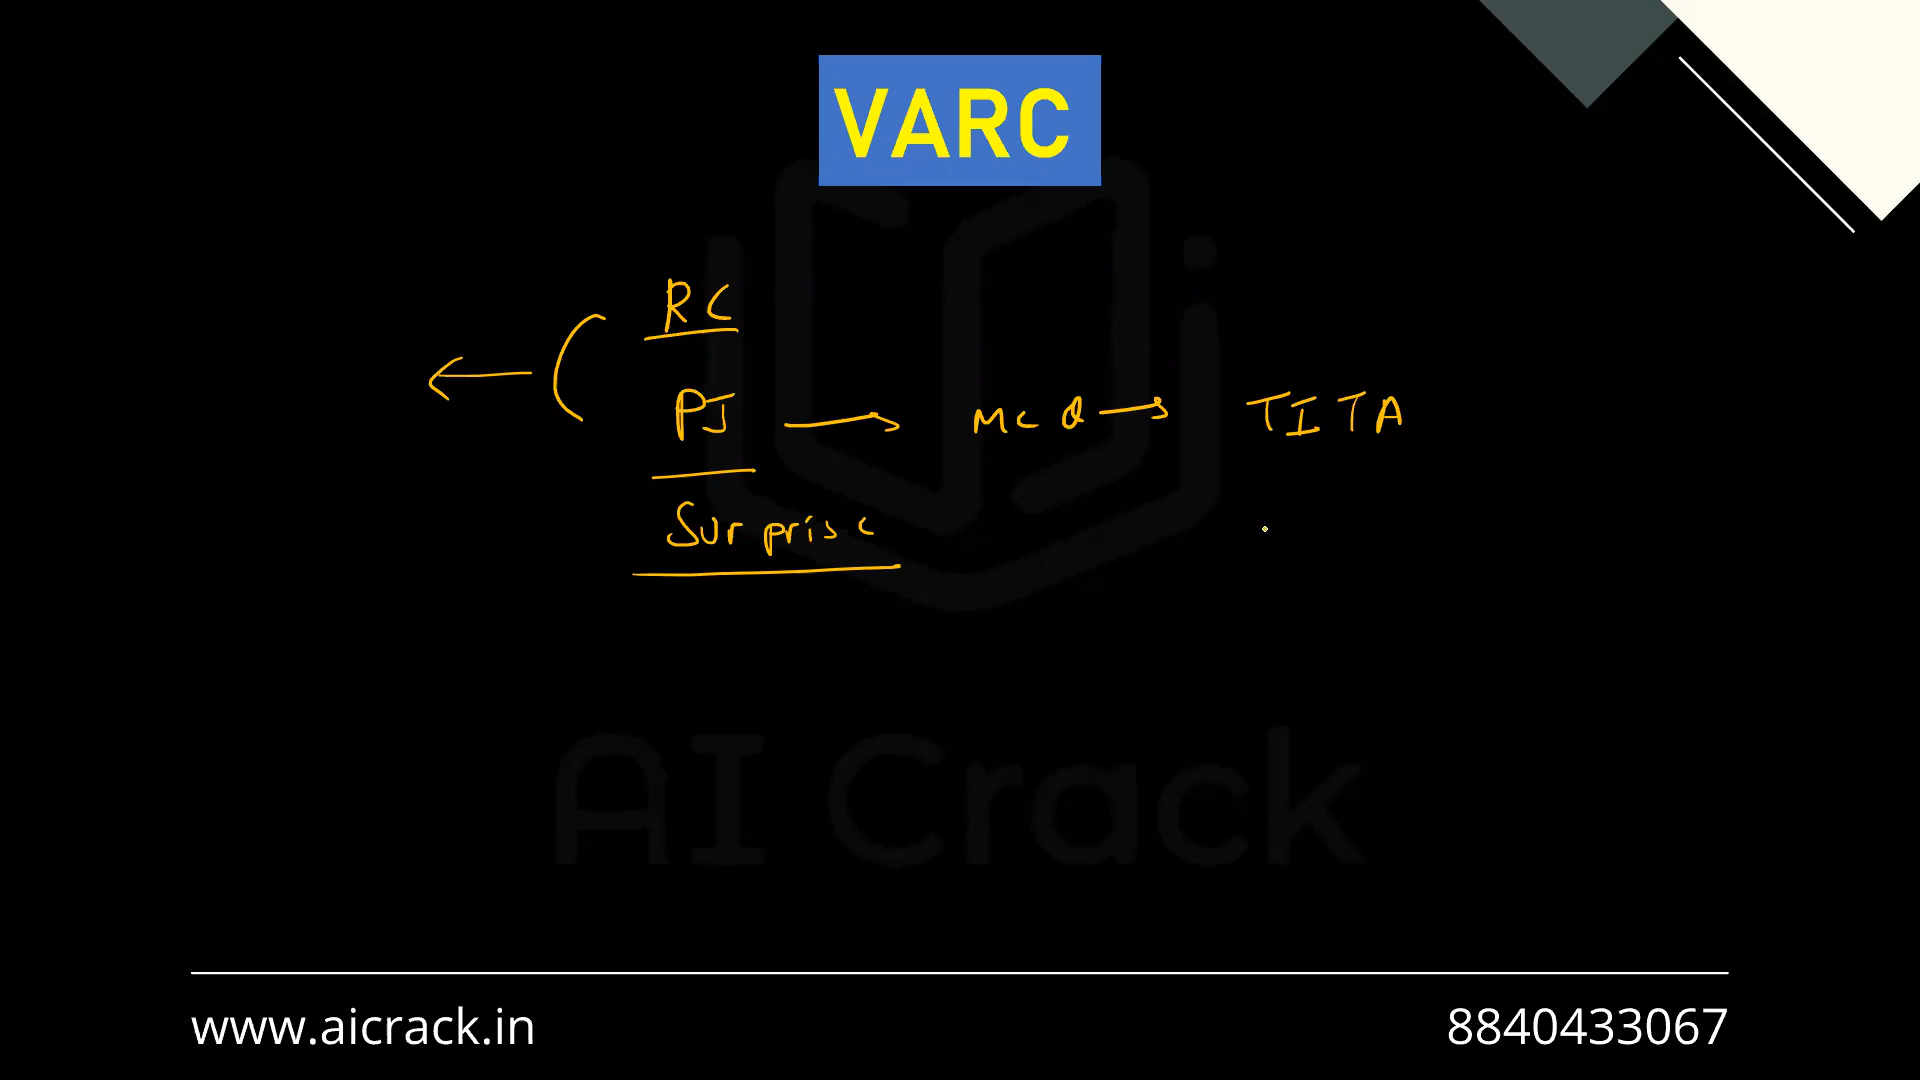 VARC
RC
PJ → MCQ → TITA
Surprise
AI Crack
www.aicrack.in
8840433067